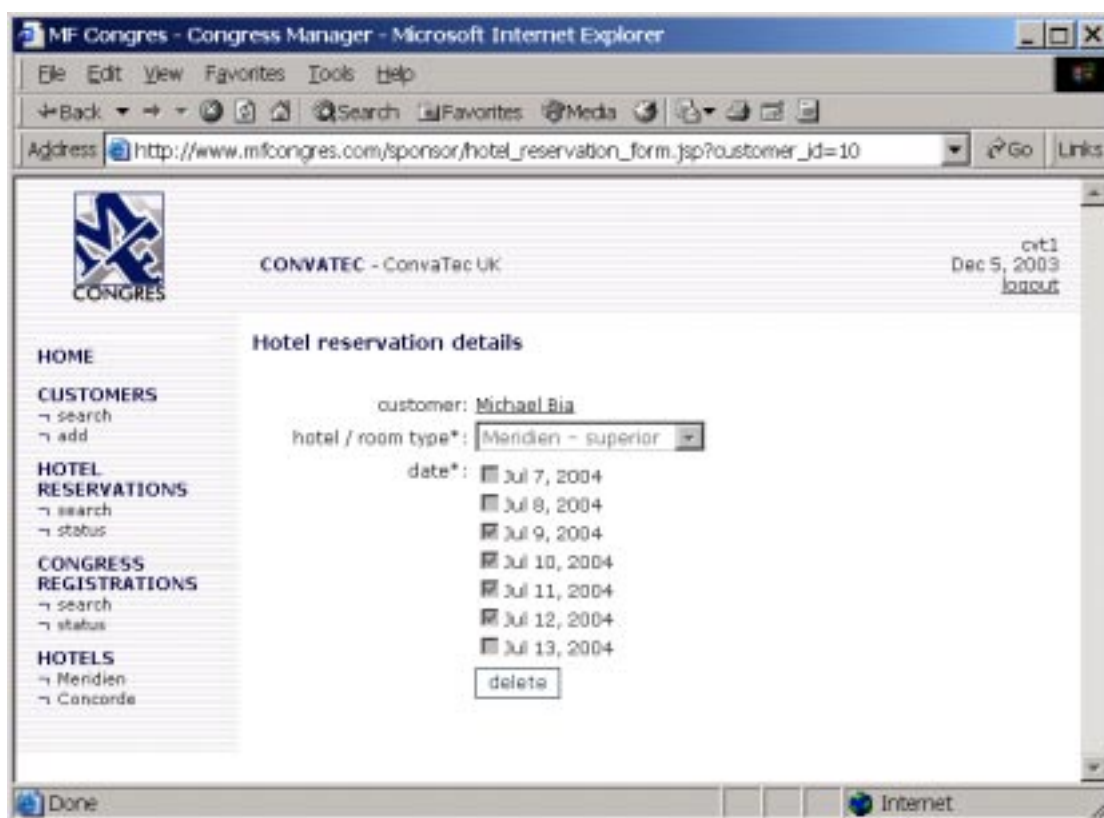 MF Congres - Congress Manager - Microsoft Internet Explorer
File Edit View Favorites Tools Help
Back Search Favorites Media
Address http://www.mfcongres.com/sponsor/hotel_reservation_form.jsp?customer_id=10 Go Links
CONGRES
CONVATEC - ConvaTec UK
cvt1
Dec 5, 2003
logout
HOME
CUSTOMERS
¬ search
¬ add
HOTEL
RESERVATIONS
¬ search
¬ status
CONGRESS
REGISTRATIONS
¬ search
¬ status
HOTELS
¬ Meridien
¬ Concorde
Hotel reservation details
customer: Michael Bia
hotel / room type*: Meridien - superior
date*: Jul 7, 2004
Jul 8, 2004
Jul 9, 2004
Jul 10, 2004
Jul 11, 2004
Jul 12, 2004
Jul 13, 2004
delete
Done Internet